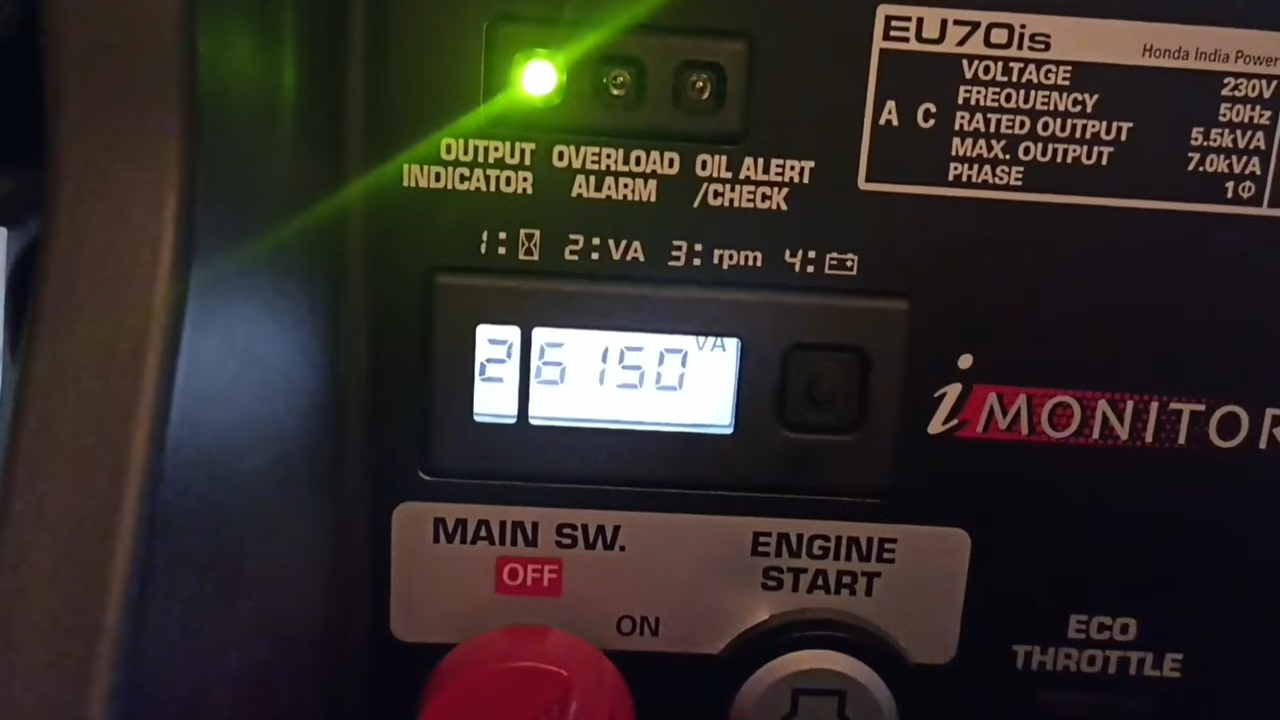 EU70is
Honda India Power
AC
VOLTAGE 230V
FREQUENCY 50Hz
RATED OUTPUT 5.5kVA
MAX. OUTPUT 7.0kVA
PHASE 1Φ
OUTPUT INDICATOR
OVERLOAD ALARM
OIL ALERT /CHECK
1: 2:VA 3:rpm 4:
2 6150 VA
iMONITOR
MAIN SW.
OFF
ON
ENGINE START
ECO THROTTLE